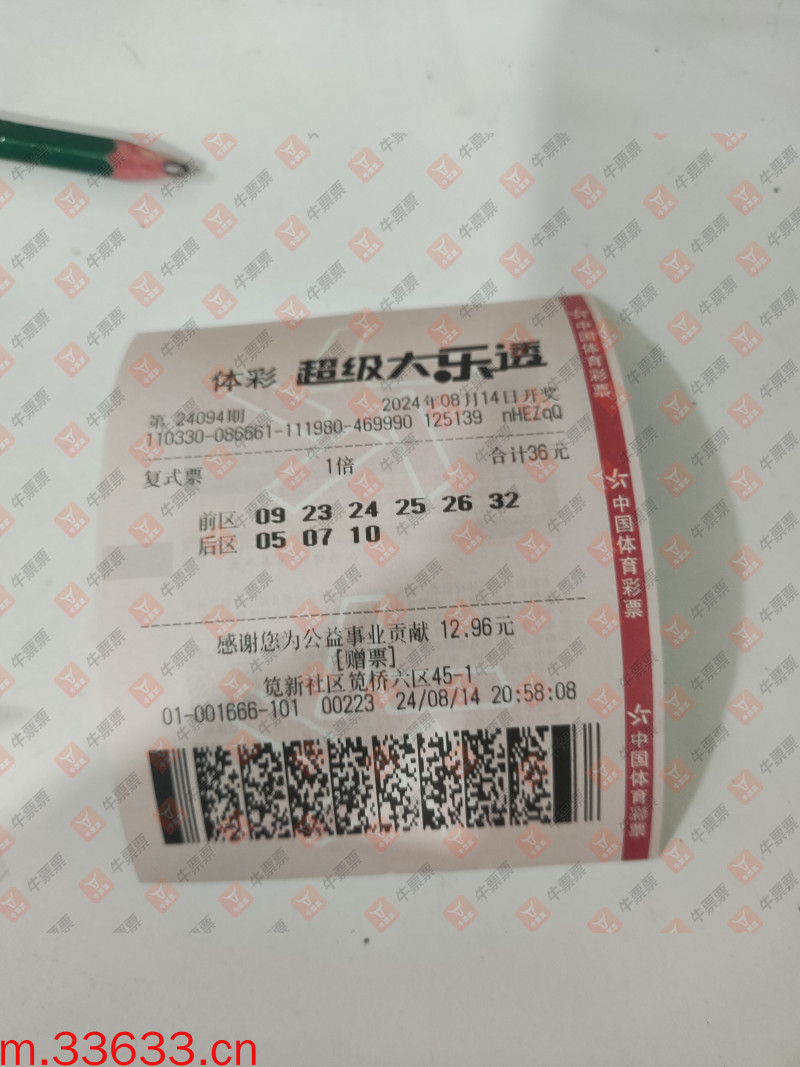 体彩 超级大乐透
第 24094期 2024年08月14日开奖
110330-086661-111980-469990 125139 nHEZqQ
复式票 1倍 合计36元
前区 09 23 24 25 26 32
后区 05 07 10
感谢您为公益事业贡献 12.96元
[赠票]
笕新社区笕桥六区45-1
01-001666-101 00223 24/08/14 20:58:08
中国体育彩票
中国体育彩票
中国体育彩票
牛票票
m.33633.cn